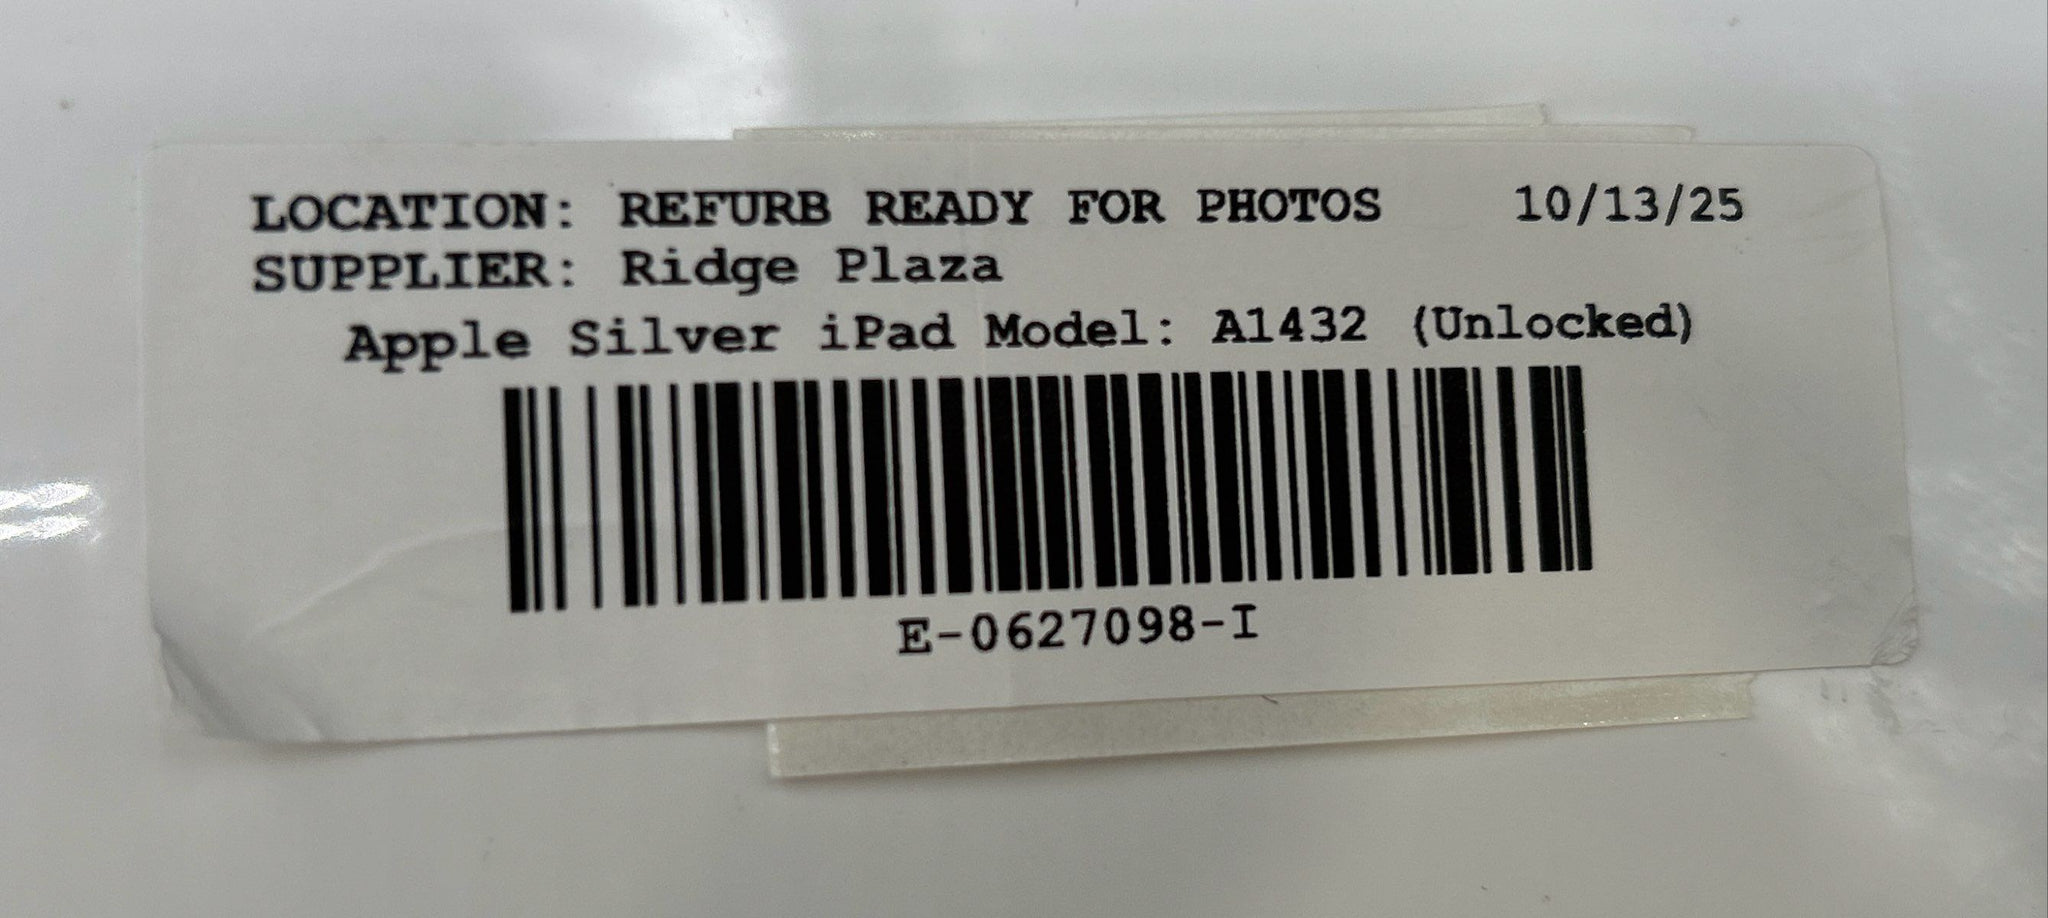 LOCATION: REFURB READY FOR PHOTOS 10/13/25
SUPPLIER: Ridge Plaza
Apple Silver iPad Model: A1432 (Unlocked)
E-0627098-I